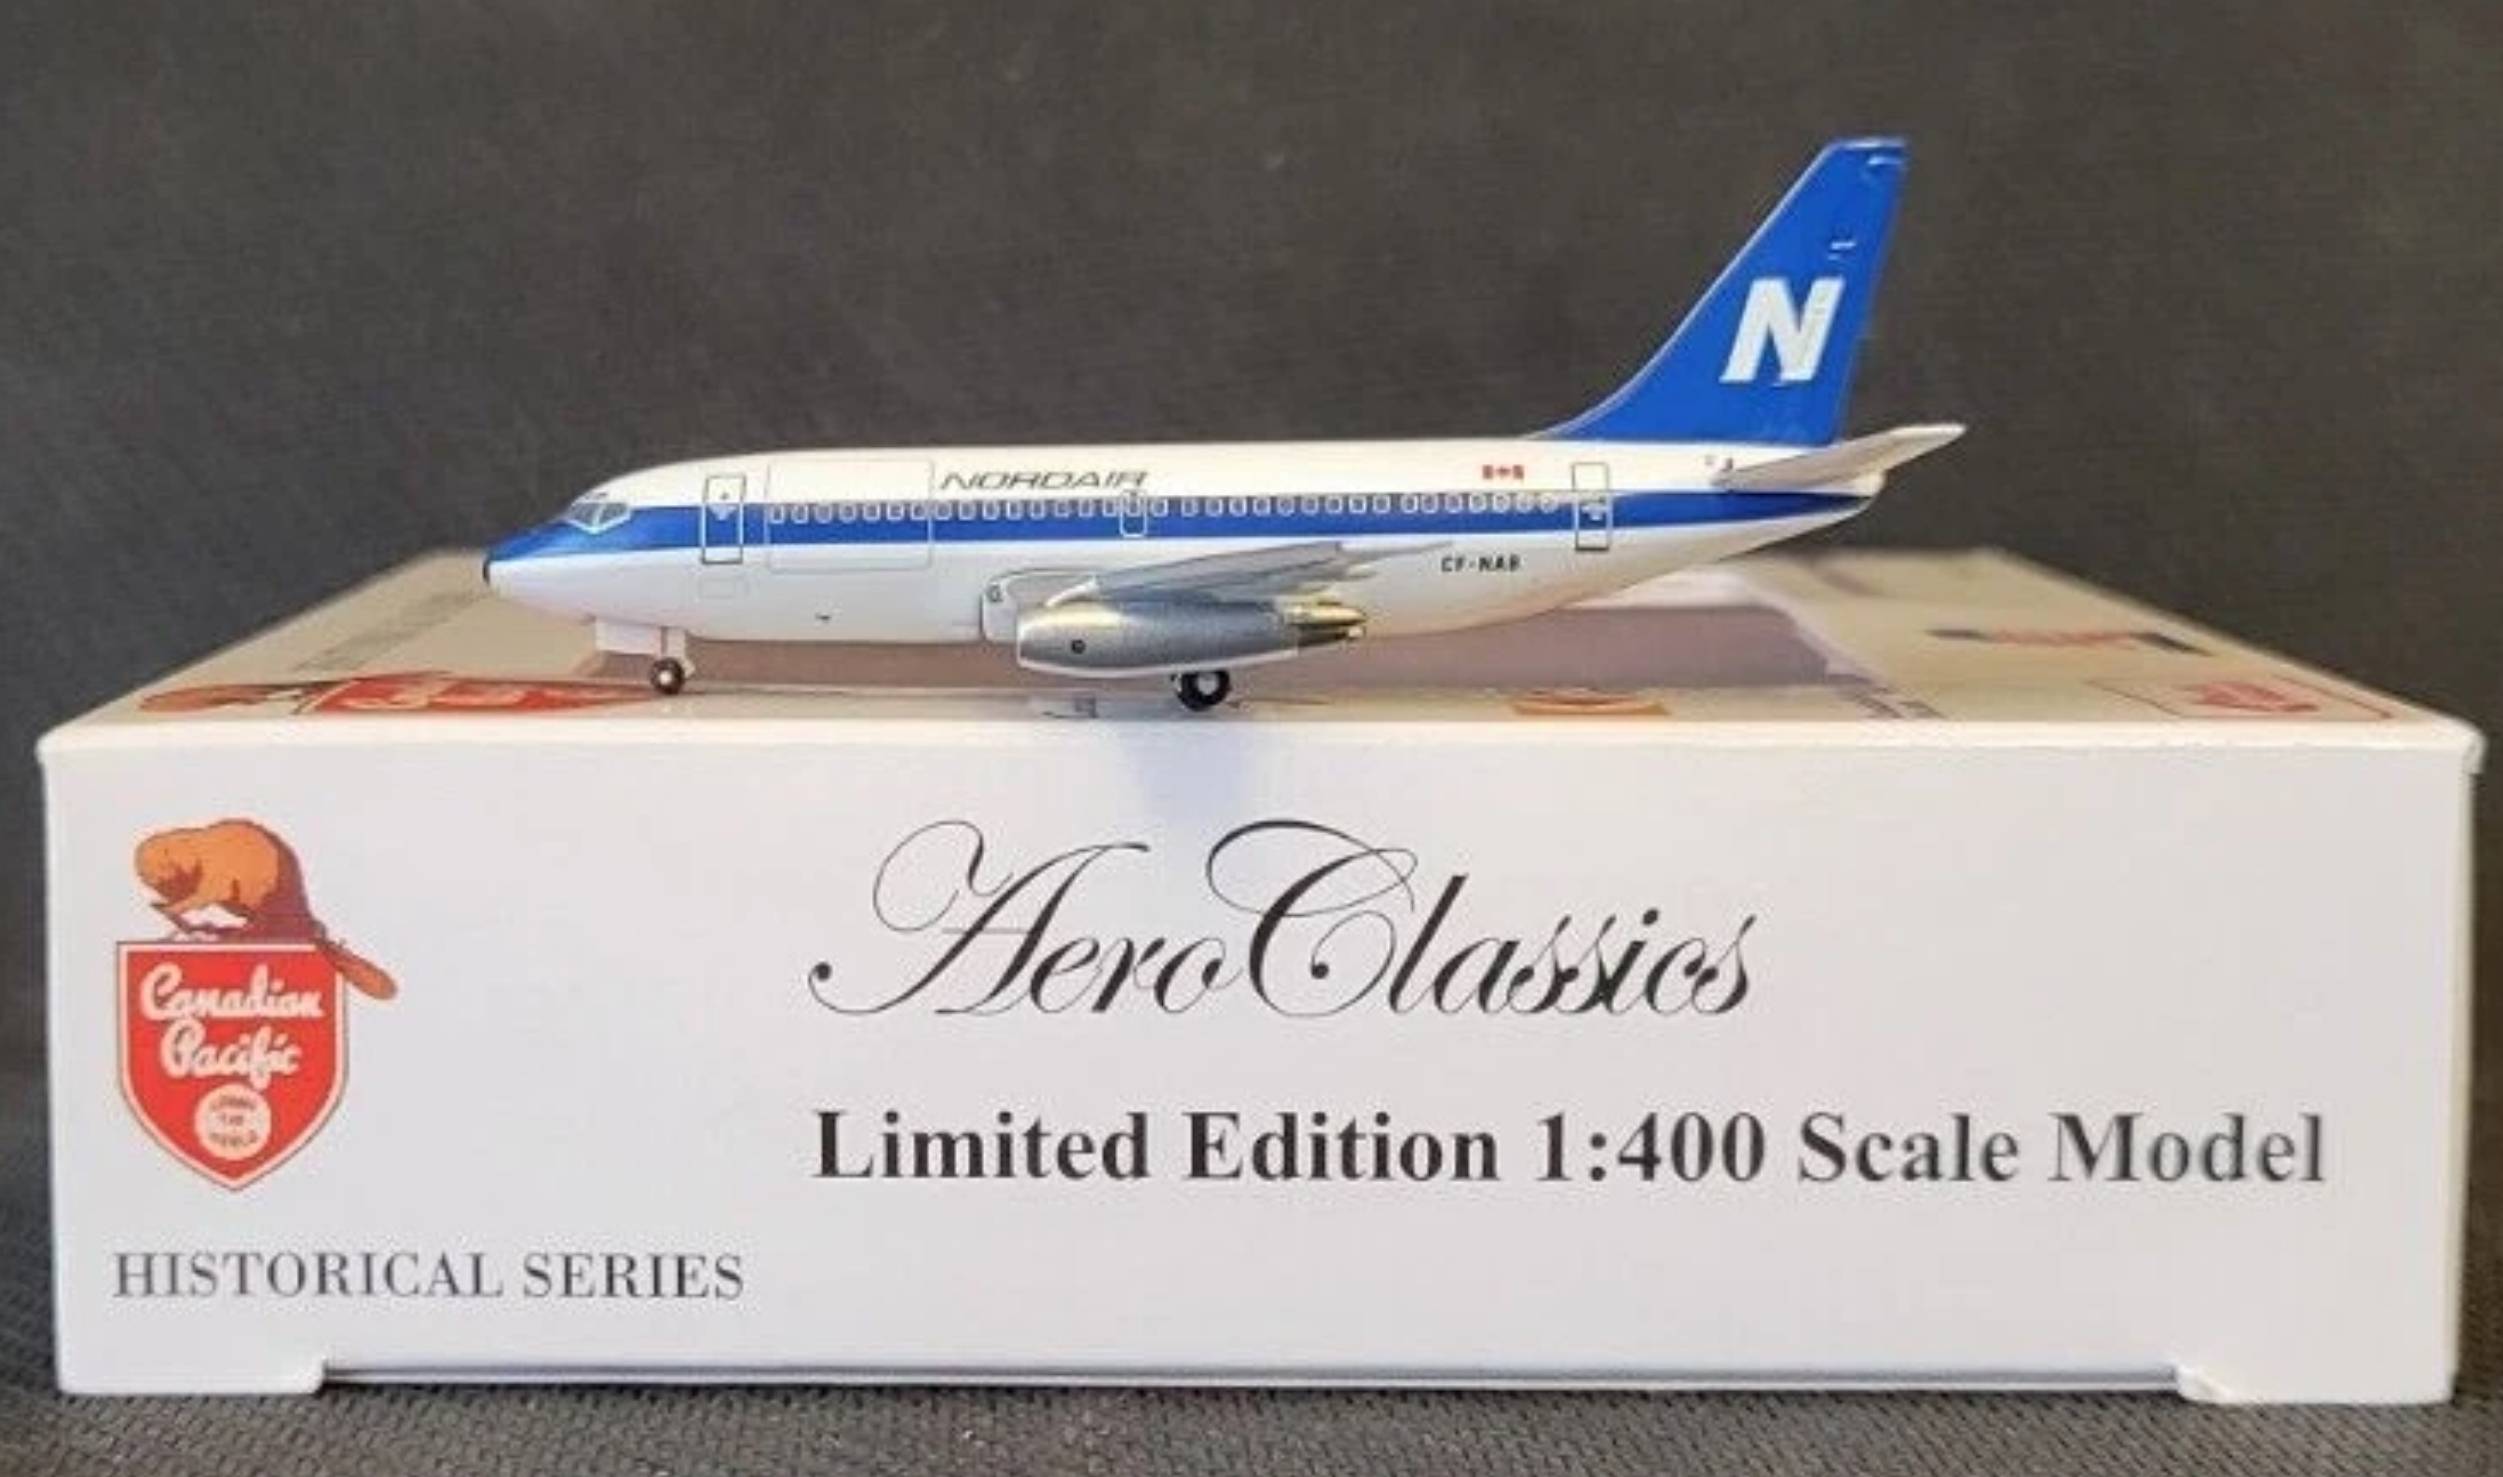 N
NORDAIR
CF-NAB
AeroClassics
Canadian
Pacific
Limited Edition 1:400 Scale Model
HISTORICAL SERIES